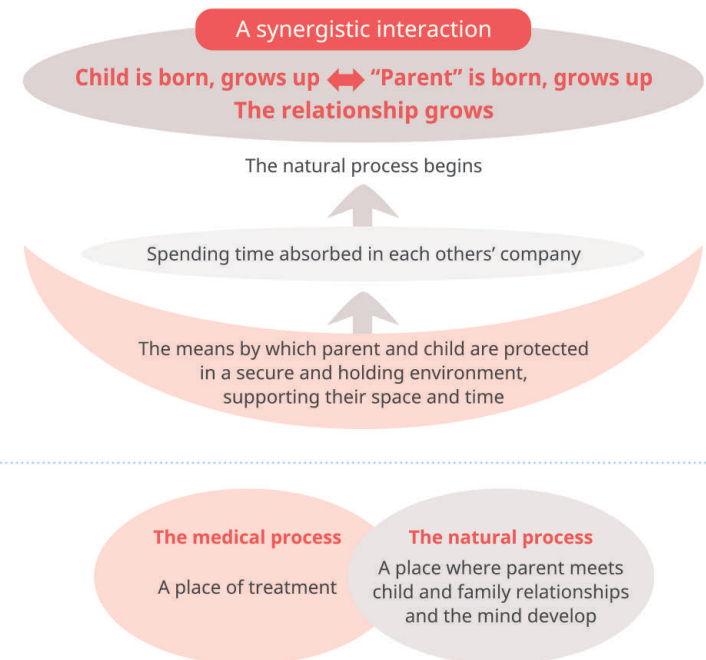 A synergistic interaction
Child is born, grows up ⬌ “Parent” is born, grows up
The relationship grows
The natural process begins
Spending time absorbed in each others’ company
The means by which parent and child are protected
in a secure and holding environment,
supporting their space and time
The medical process
A place of treatment
The natural process
A place where parent meets
child and family relationships
and the mind develop